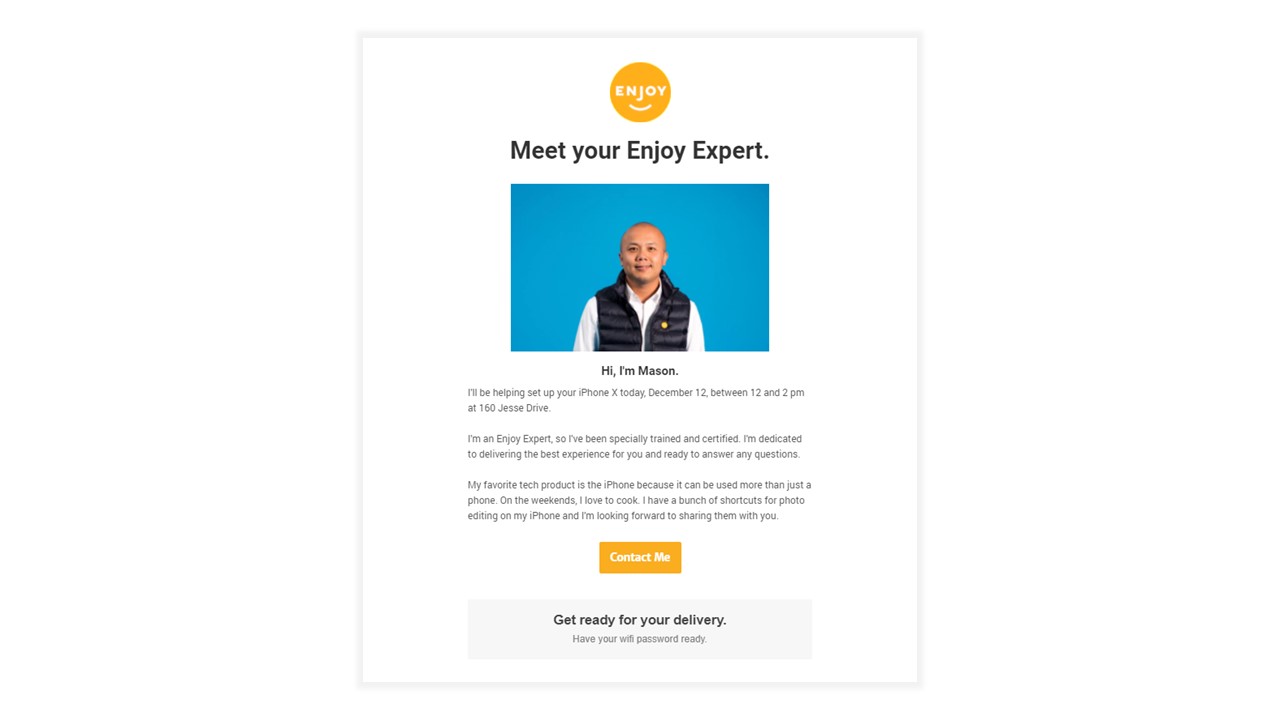 ENJOY
Meet your Enjoy Expert.
Hi, I'm Mason.
I'll be helping set up your iPhone X today, December 12, between 12 and 2 pm
at 160 Jesse Drive.
I'm an Enjoy Expert, so I've been specially trained and certified. I'm dedicated
to delivering the best experience for you and ready to answer any questions.
My favorite tech product is the iPhone because it can be used more than just a
phone. On the weekends, I love to cook. I have a bunch of shortcuts for photo
editing on my iPhone and I'm looking forward to sharing them with you.
Contact Me
Get ready for your delivery.
Have your wifi password ready.